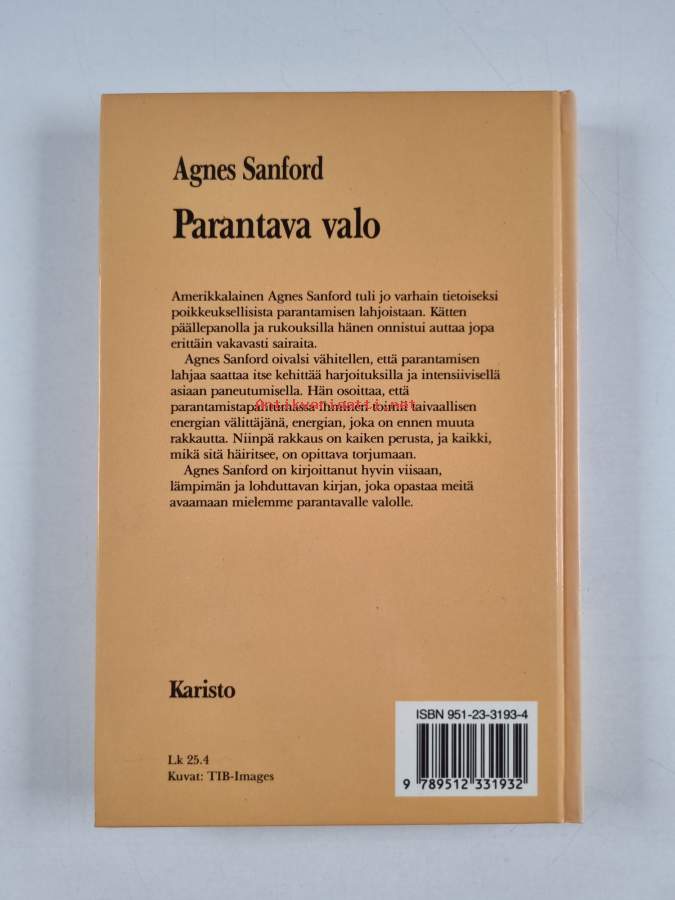 Agnes Sanford
Parantava valo
Amerikkalainen Agnes Sanford tuli jo varhain tietoiseksi
poikkeuksellisista parantamisen lahjoistaan. Kätten
päällepanolla ja rukouksilla hänen onnistui auttaa jopa
erittäin vakavasti sairaita.
Agnes Sanford oivalsi vähitellen, että parantamisen
lahjaa saattaa itse kehittää harjoituksilla ja intensiivisellä
asiaan paneutumisella. Hän osoittaa, että
parantamistapahtumassa ihminen toimii taivaallisen
Antikvariaatti.net
energian välittäjänä, energian, joka on ennen muuta
rakkautta. Niinpä rakkaus on kaiken perusta, ja kaikki,
mikä sitä häiritsee, on opittava torjumaan.
Agnes Sanford on kirjoittanut hyvin viisaan,
lämpimän ja lohduttavan kirjan, joka opastaa meitä
avaamaan mielemme parantavalle valolle.
Karisto
ISBN 951-23-3193-4
Lk 25.4
Kuvat: TIB-Images
9 789512 331932